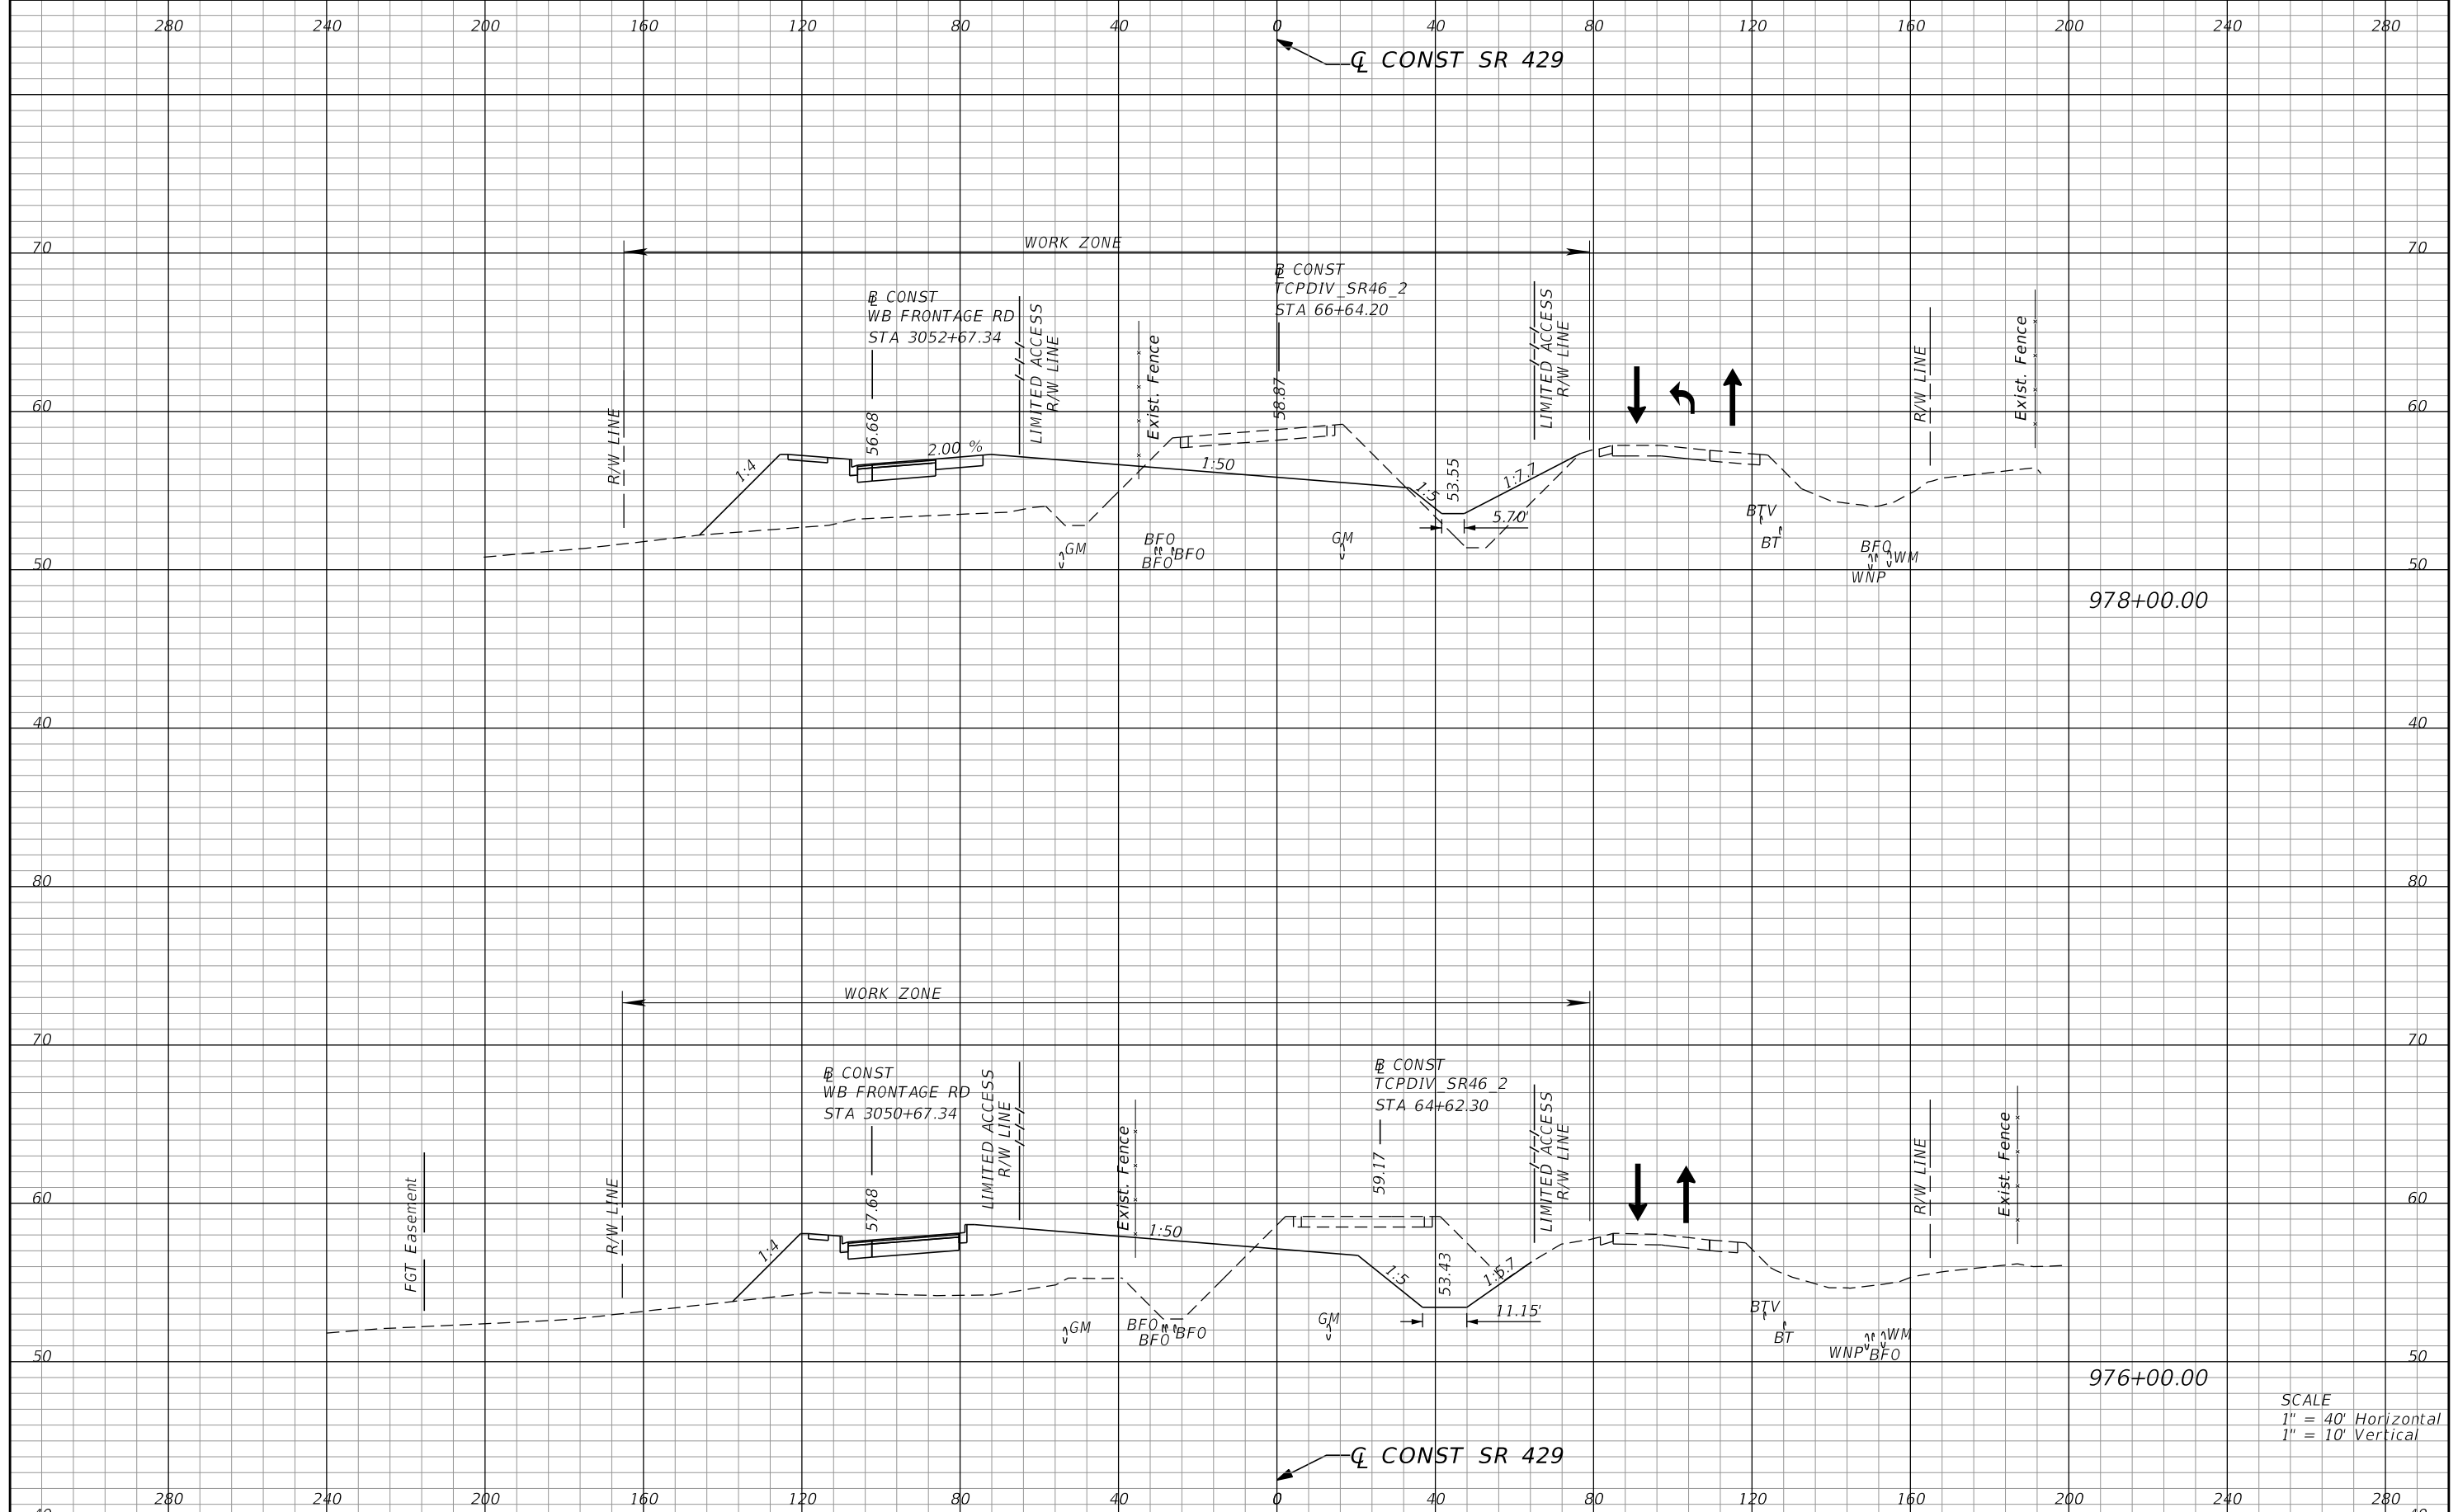 280 240 200 160 120 80 40 0 40 80 120 160 200 240 280
℄ CONST SR 429
70 70
WORK ZONE
℄ CONST
TCPDIV_SR46_2
STA 66+64.20
℄ CONST
WB FRONTAGE RD
STA 3052+67.34
LIMITED ACCESS
R/W LINE
Exist. Fence
58.87
LIMITED ACCESS
R/W LINE
R/W LINE
Exist. Fence
60 60
R/W LINE
56.68
2.00 %
1:4
1:50
1:5
53.55
1:7.7
5.70'
GM
BFO
BFO
BFO
GM
BTV
BT
BFO
WM
WNP
50 50
978+00.00
40 40
80 80
WORK ZONE
70 70
℄ CONST
WB FRONTAGE RD
STA 3050+67.34
LIMITED ACCESS
R/W LINE
Exist. Fence
℄ CONST
TCPDIV_SR46_2
STA 64+62.30
59.17
LIMITED ACCESS
R/W LINE
R/W LINE
Exist. Fence
60 60
FGT Easement
R/W LINE
57.68
1:4
1:50
1:5
53.43
1:5.7
11.15'
GM
BFO
BFO
BFO
GM
BTV
BT
WM
WNP
BFO
50 50
976+00.00
SCALE
1" = 40' Horizontal
1" = 10' Vertical
℄ CONST SR 429
280 240 200 160 120 80 40 0 40 80 120 160 200 240 280